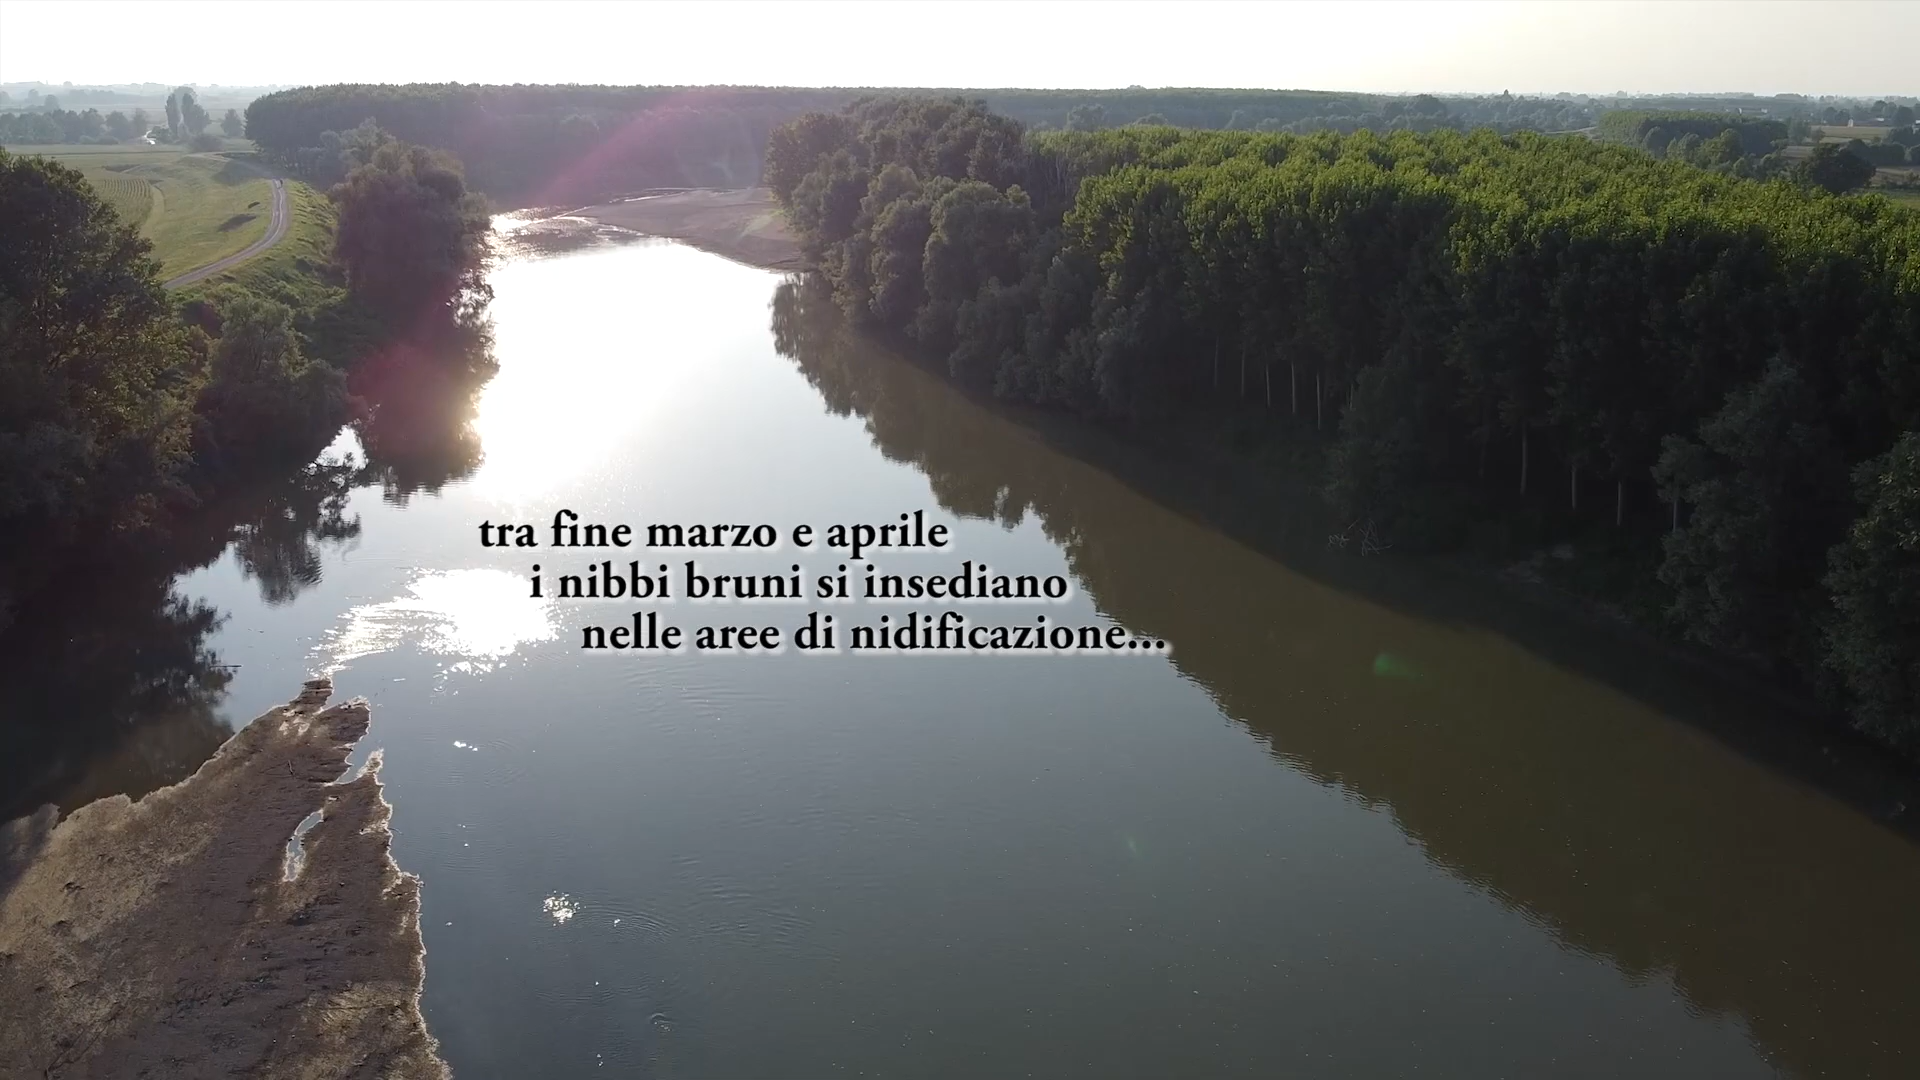 tra fine marzo e aprile
i nibbi bruni si insediano
nelle aree di nidificazione...